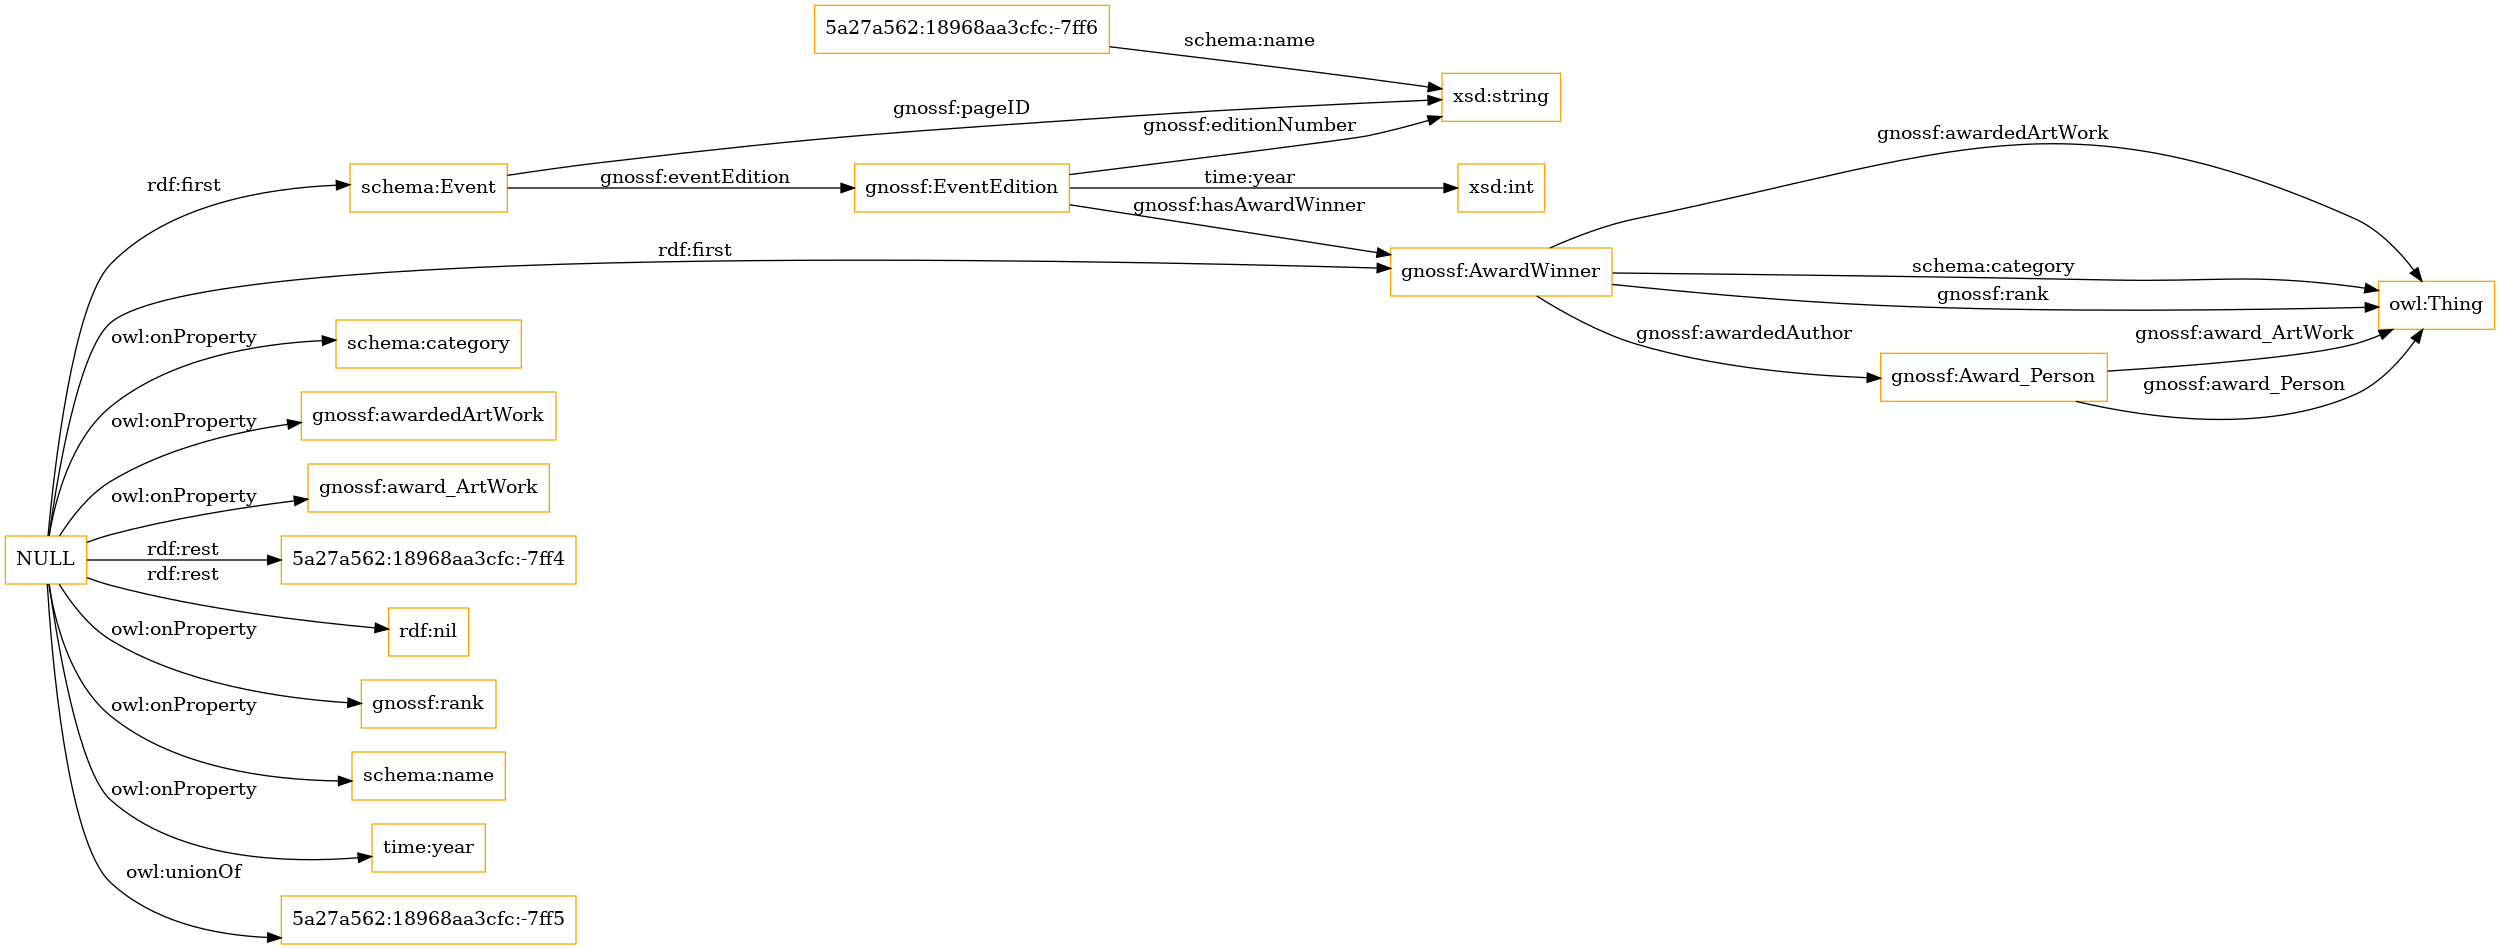 5a27a562:18968aa3cfc:-7ff6
schema:name
xsd:string
gnossf:pageID
gnossf:editionNumber
gnossf:awardedArtWork
rdf:first
schema:Event
gnossf:eventEdition
gnossf:EventEdition
time:year
xsd:int
gnossf:hasAwardWinner
rdf:first
gnossf:AwardWinner
schema:category
gnossf:rank
owl:Thing
owl:onProperty
schema:category
gnossf:awardedAuthor
gnossf:award_ArtWork
gnossf:Award_Person
gnossf:award_Person
owl:onProperty
gnossf:awardedArtWork
owl:onProperty
gnossf:award_ArtWork
NULL
rdf:rest
5a27a562:18968aa3cfc:-7ff4
rdf:rest
rdf:nil
owl:onProperty
gnossf:rank
owl:onProperty
schema:name
owl:onProperty
time:year
owl:unionOf
5a27a562:18968aa3cfc:-7ff5